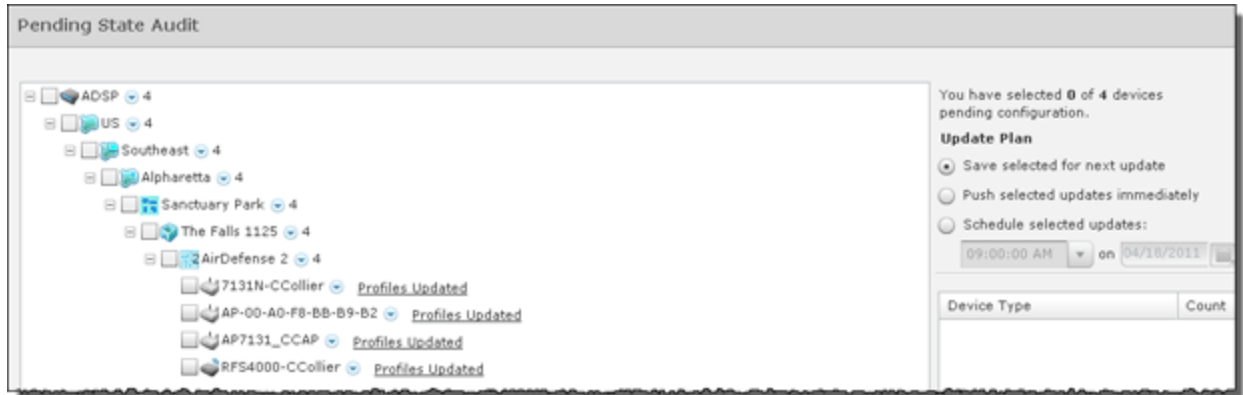 Pending State Audit
ADSP 4
US 4
Southeast 4
Alpharetta 4
Sanctuary Park 4
The Falls 1125 4
2 AirDefense 2 4
7131N-CCollier Profiles Updated
AP-00-A0-F8-BB-B9-B2 Profiles Updated
AP7131_CCAP Profiles Updated
RFS4000-CCollier Profiles Updated
You have selected 0 of 4 devices
pending configuration.
Update Plan
Save selected for next update
Push selected updates immediately
Schedule selected updates:
09:00:00 AM on 04/18/2011
Device Type Count